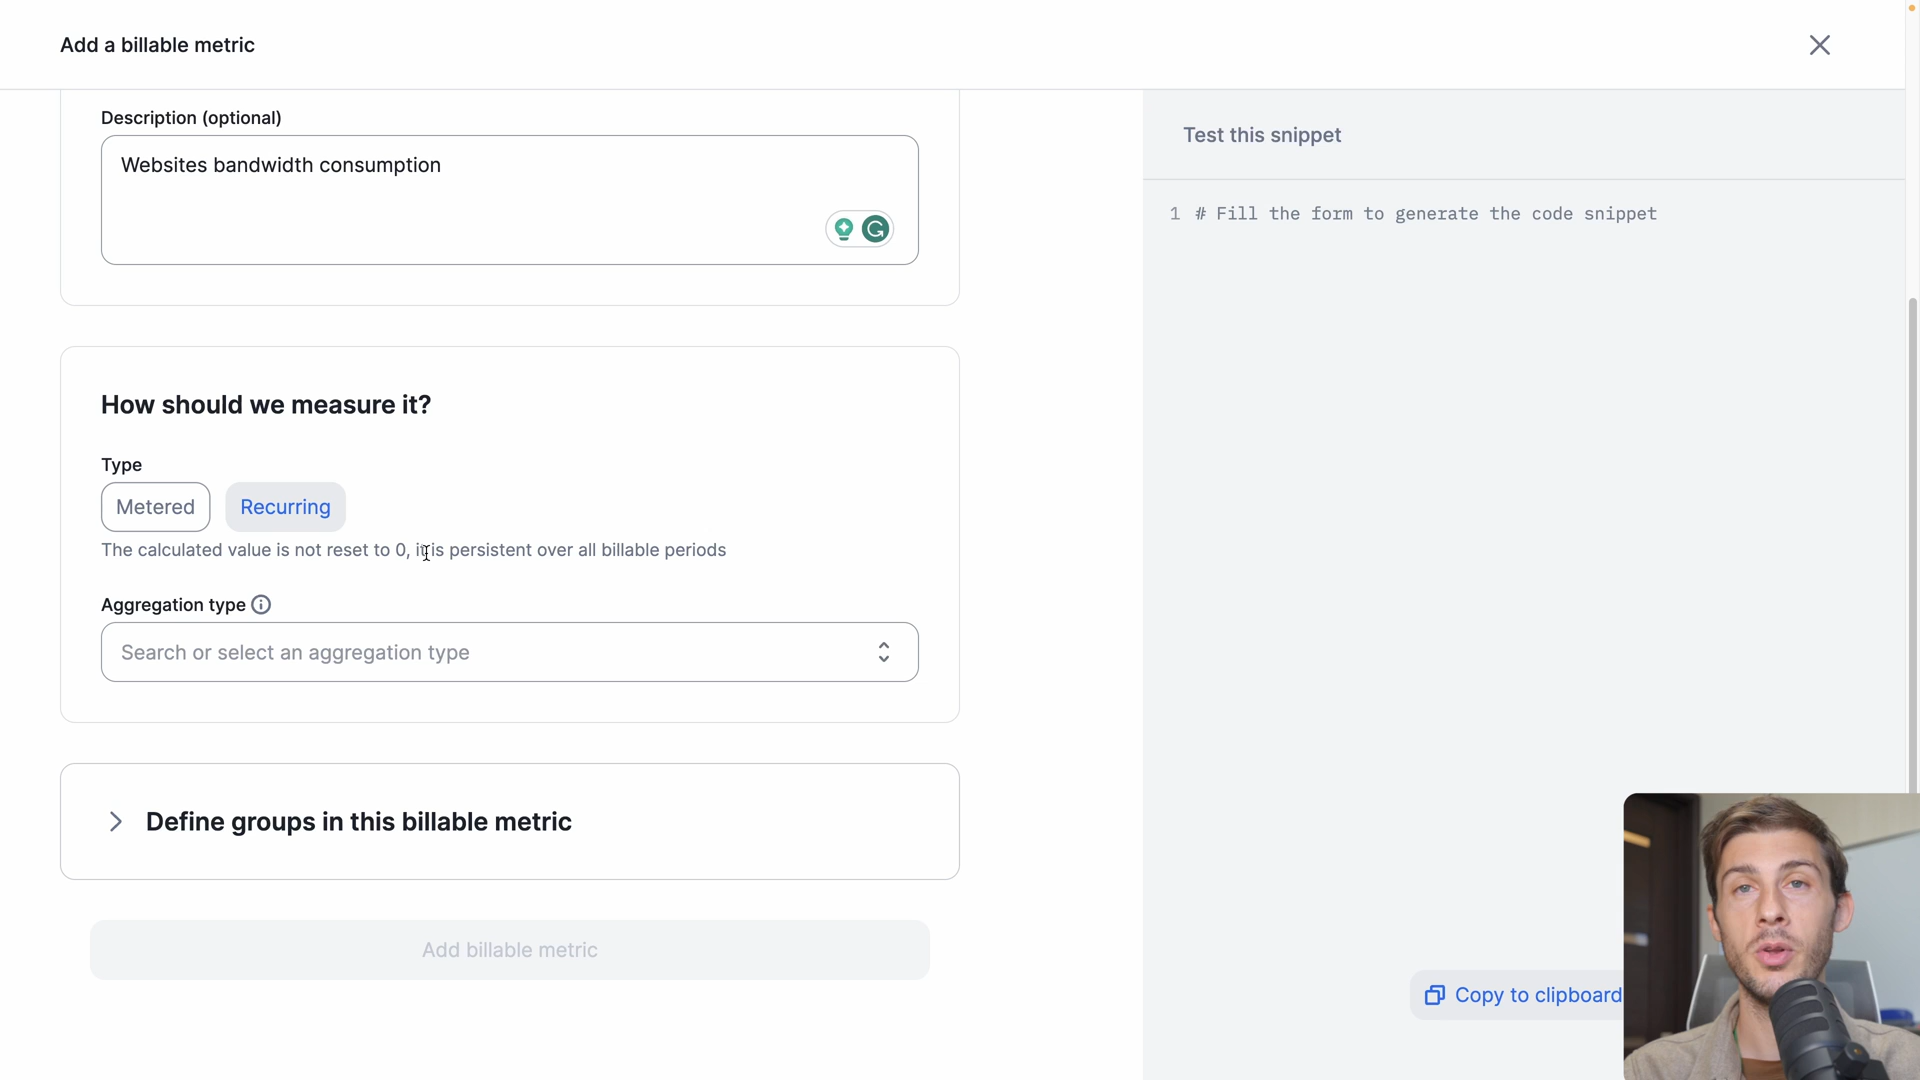 Add a billable metric
Description (optional)
Websites bandwidth consumption
How should we measure it?
Type
Metered
Recurring
The calculated value is not reset to 0, it is persistent over all billable periods
Aggregation type
Search or select an aggregation type
Define groups in this billable metric
Add billable metric
Test this snippet
1 # Fill the form to generate the code snippet
Copy to clipboard